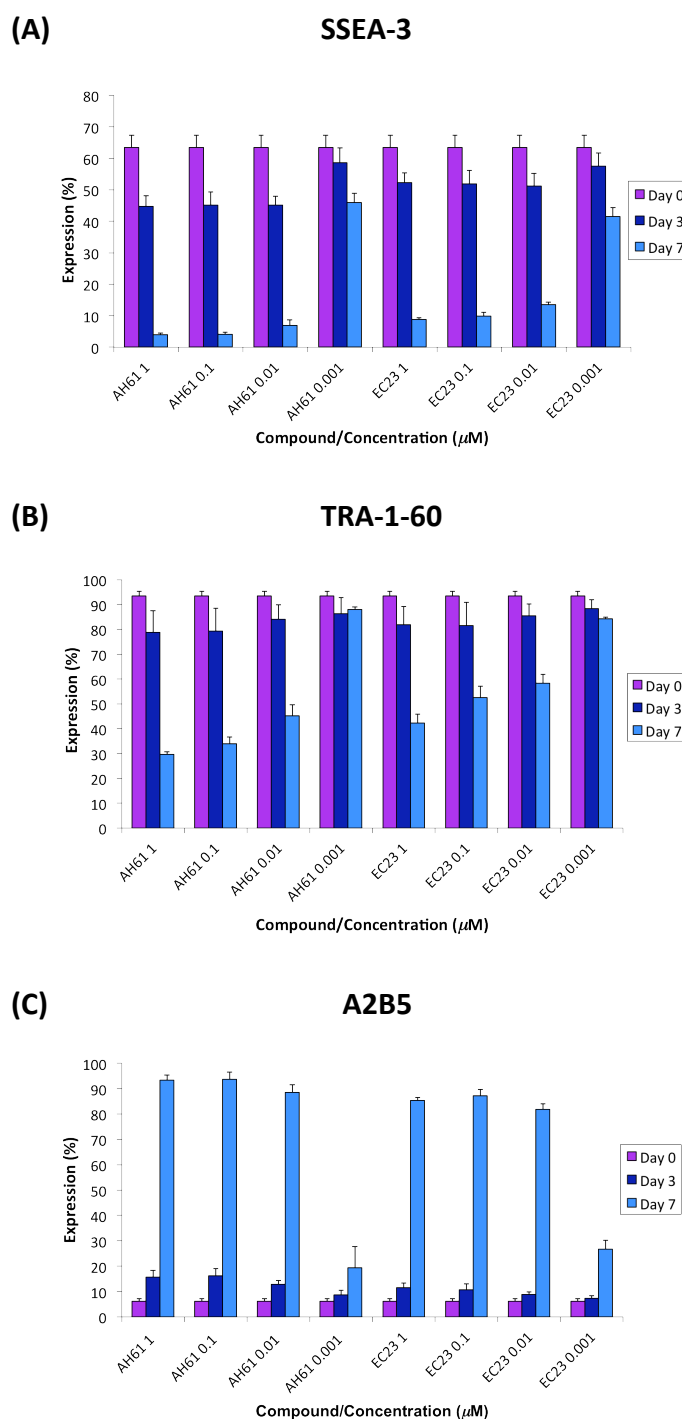 (A) SSEA-3
80
70
60
50
40
30
20
10
0
Expression (%)
Day 0
Day 3
Day 7
AH61 1
AH61 0.1
AH61 0.01
AH61 0.001
EC23 1
EC23 0.1
EC23 0.01
EC23 0.001
Compound/Concentration (μM)
(B) TRA-1-60
100
90
80
70
60
50
40
30
20
10
0
Expression (%)
Day 0
Day 3
Day 7
AH61 1
AH61 0.1
AH61 0.01
AH61 0.001
EC23 1
EC23 0.1
EC23 0.01
EC23 0.001
Compound/Concentration (μM)
(C) A2B5
100
90
80
70
60
50
40
30
20
10
0
Expression (%)
Day 0
Day 3
Day 7
AH61 1
AH61 0.1
AH61 0.01
AH61 0.001
EC23 1
EC23 0.1
EC23 0.01
EC23 0.001
Compound/Concentration (μM)